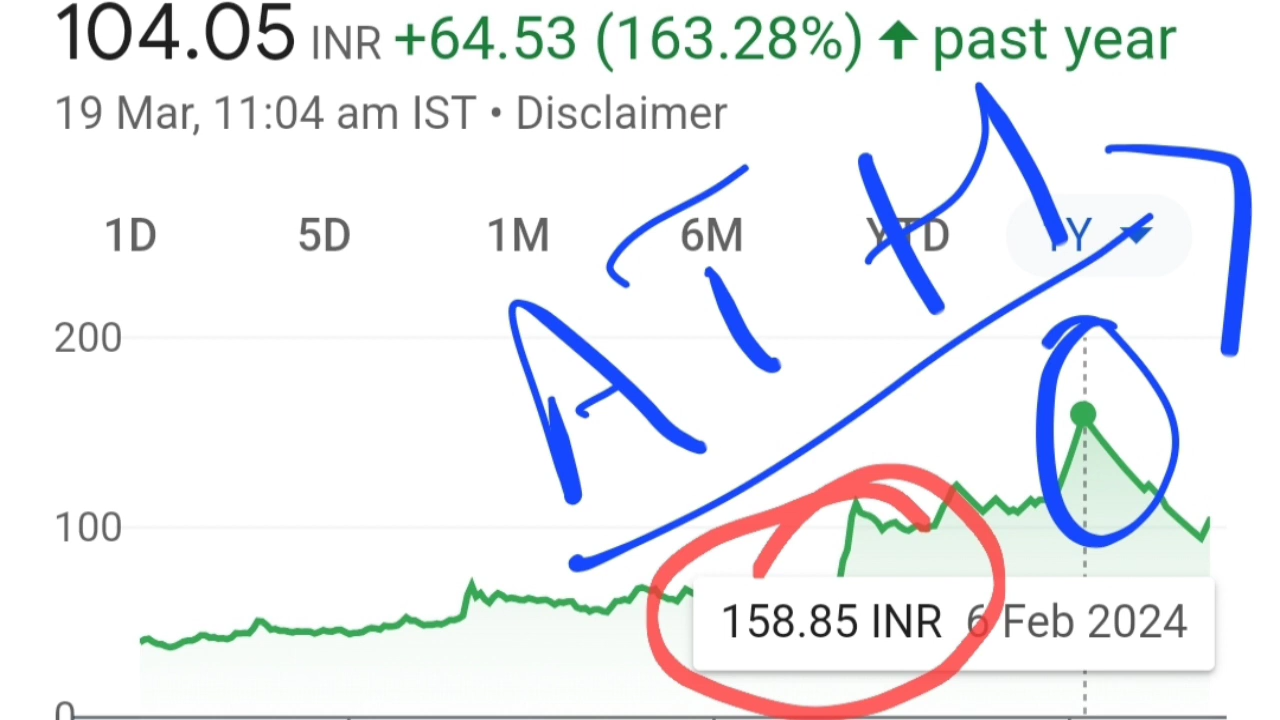 104.05 INR +64.53 (163.28%) ↑ past year
19 Mar, 11:04 am IST • Disclaimer
1D 5D 1M 6M YTD 1Y
ATH
200
100
158.85 INR 6 Feb 2024
0